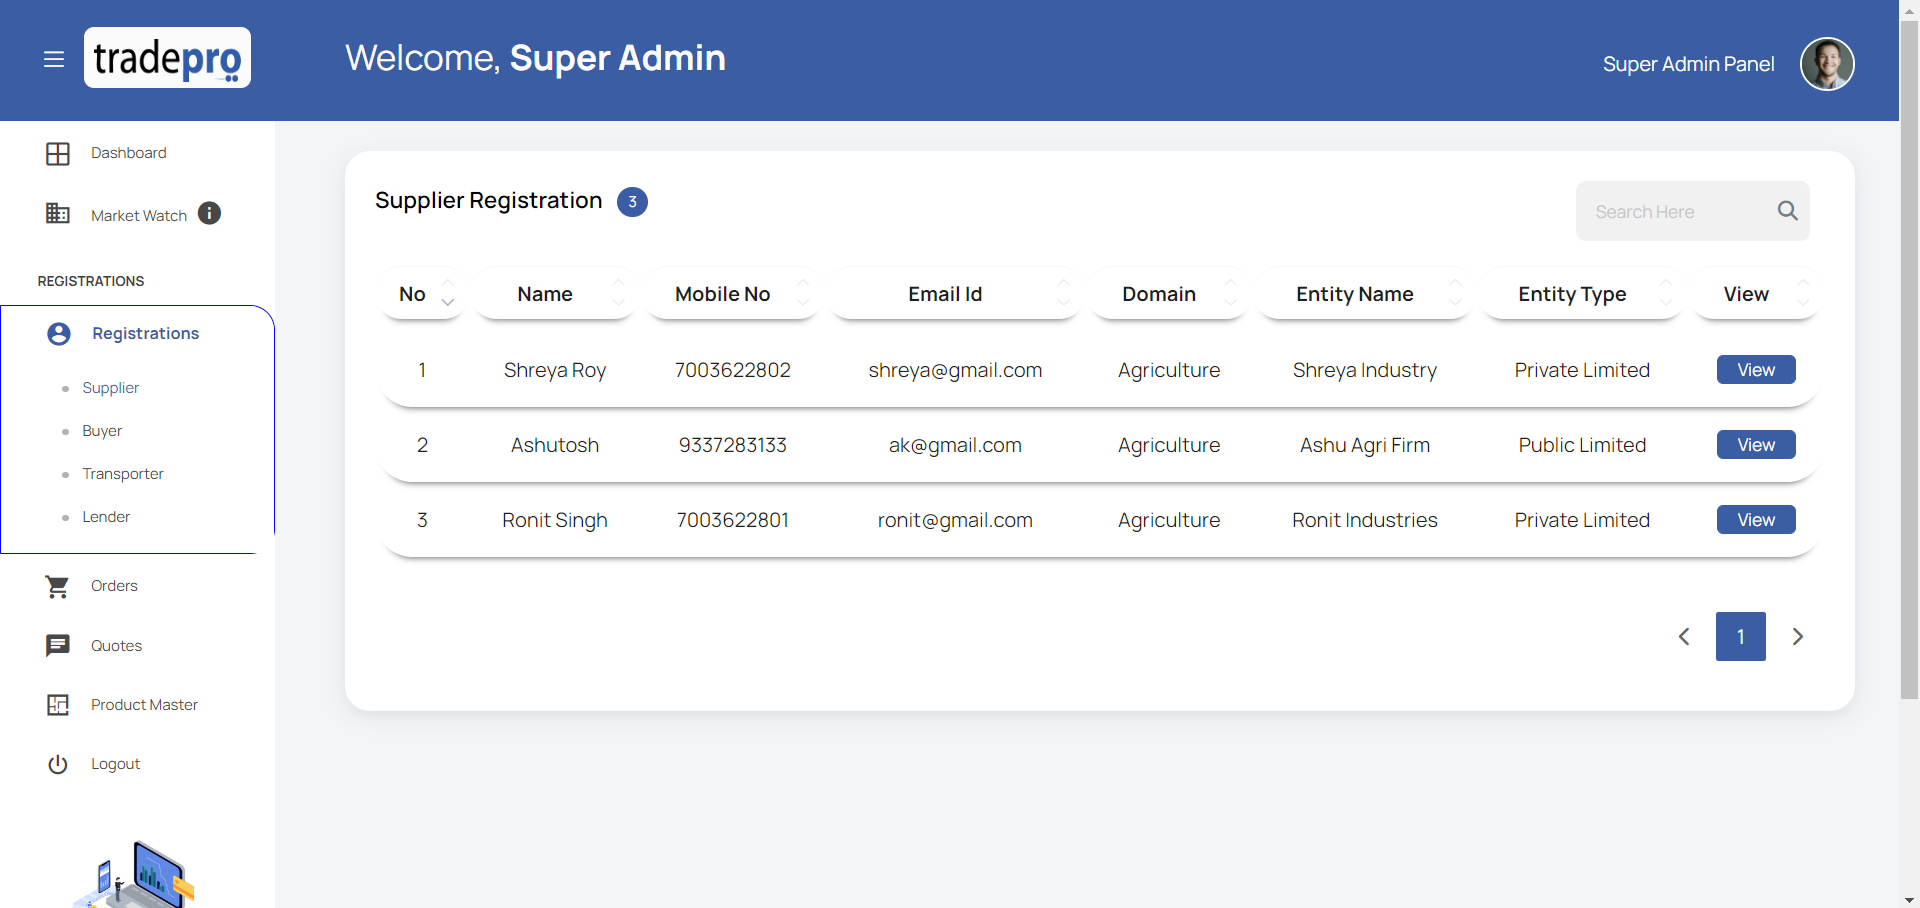 tradepro
Welcome, Super Admin
Super Admin Panel
Dashboard
Market Watch
REGISTRATIONS
Registrations
Supplier
Buyer
Transporter
Lender
Orders
Quotes
Product Master
Logout
Supplier Registration 3
Search Here
No Name Mobile No Email Id Domain Entity Name Entity Type View
1 Shreya Roy 7003622802 shreya@gmail.com Agriculture Shreya Industry Private Limited View
2 Ashutosh 9337283133 ak@gmail.com Agriculture Ashu Agri Firm Public Limited View
3 Ronit Singh 7003622801 ronit@gmail.com Agriculture Ronit Industries Private Limited View
1